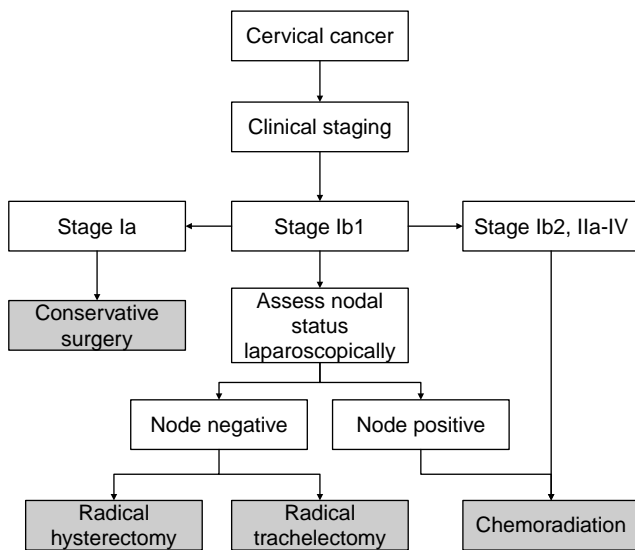 Cervical cancer
Clinical staging
Stage Ia
Stage Ib1
Stage Ib2, IIa-IV
Conservative
surgery
Assess nodal
status
laparoscopically
Node negative
Node positive
Radical
hysterectomy
Radical
trachelectomy
Chemoradiation